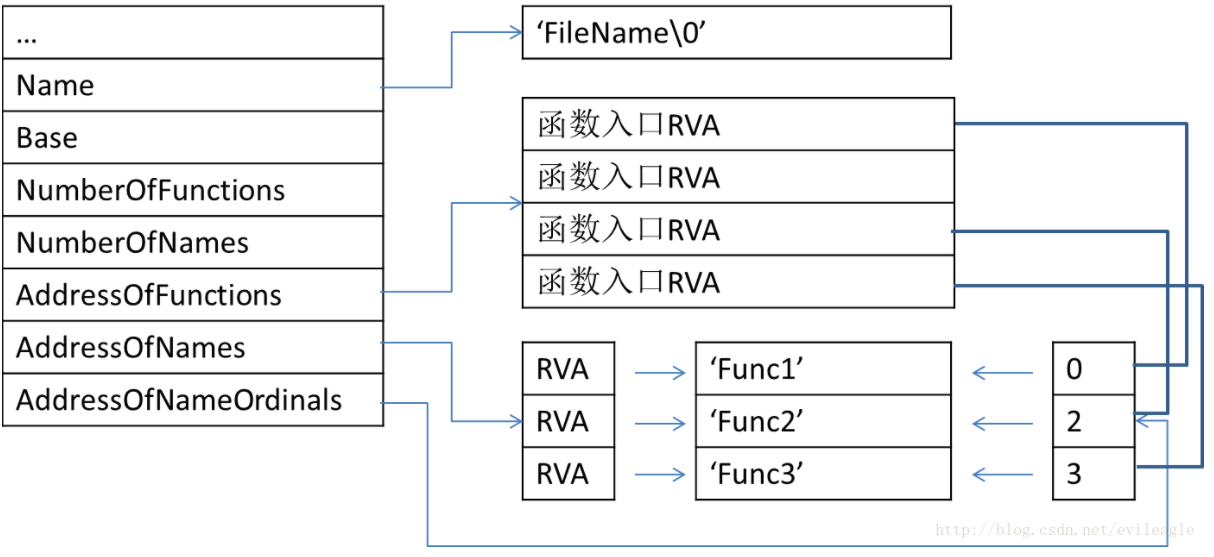 ...
Name
Base
NumberOfFunctions
NumberOfNames
AddressOfFunctions
AddressOfNames
AddressOfNameOrdinals
‘FileName\0’
函数入口RVA
函数入口RVA
函数入口RVA
函数入口RVA
RVA ‘Func1’ 0
RVA ‘Func2’ 2
RVA ‘Func3’ 3
http://blog.csdn.net/evileagle